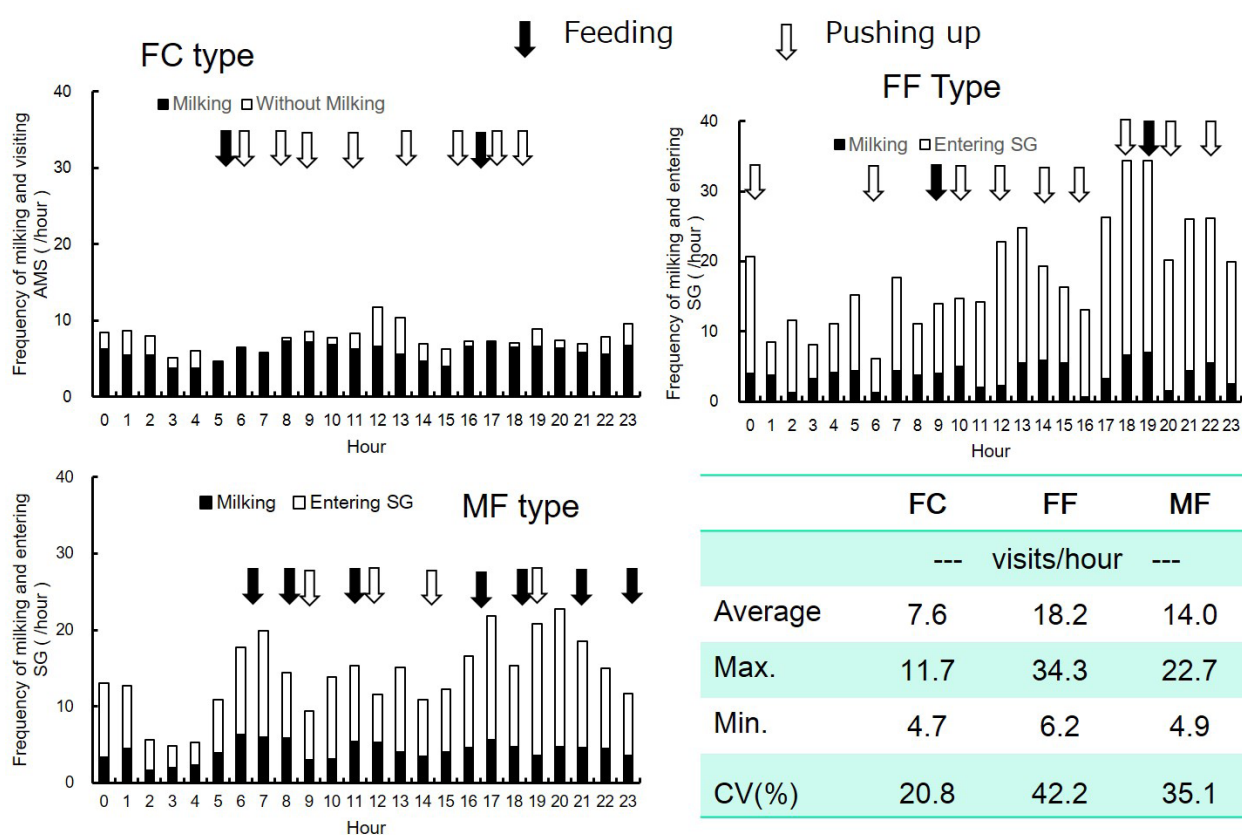 Feeding
Pushing up
FC type
40
30
20
10
0
Milking Without Milking
Frequency of milking and visiting
AMS ( /hour )
0 1 2 3 4 5 6 7 8 9 10 11 12 13 14 15 16 17 18 19 20 21 22 23
Hour
FF Type
40
30
20
10
0
Milking Entering SG
Frequency of milking and entering
SG ( /hour )
0 1 2 3 4 5 6 7 8 9 10 11 12 13 14 15 16 17 18 19 20 21 22 23
Hour
MF type
40
30
20
10
0
Milking Entering SG
Frequency of milking and entering
SG ( /hour )
0 1 2 3 4 5 6 7 8 9 10 11 12 13 14 15 16 17 18 19 20 21 22 23
Hour
FC FF MF
--- visits/hour ---
Average 7.6 18.2 14.0
Max. 11.7 34.3 22.7
Min. 4.7 6.2 4.9
CV(%) 20.8 42.2 35.1